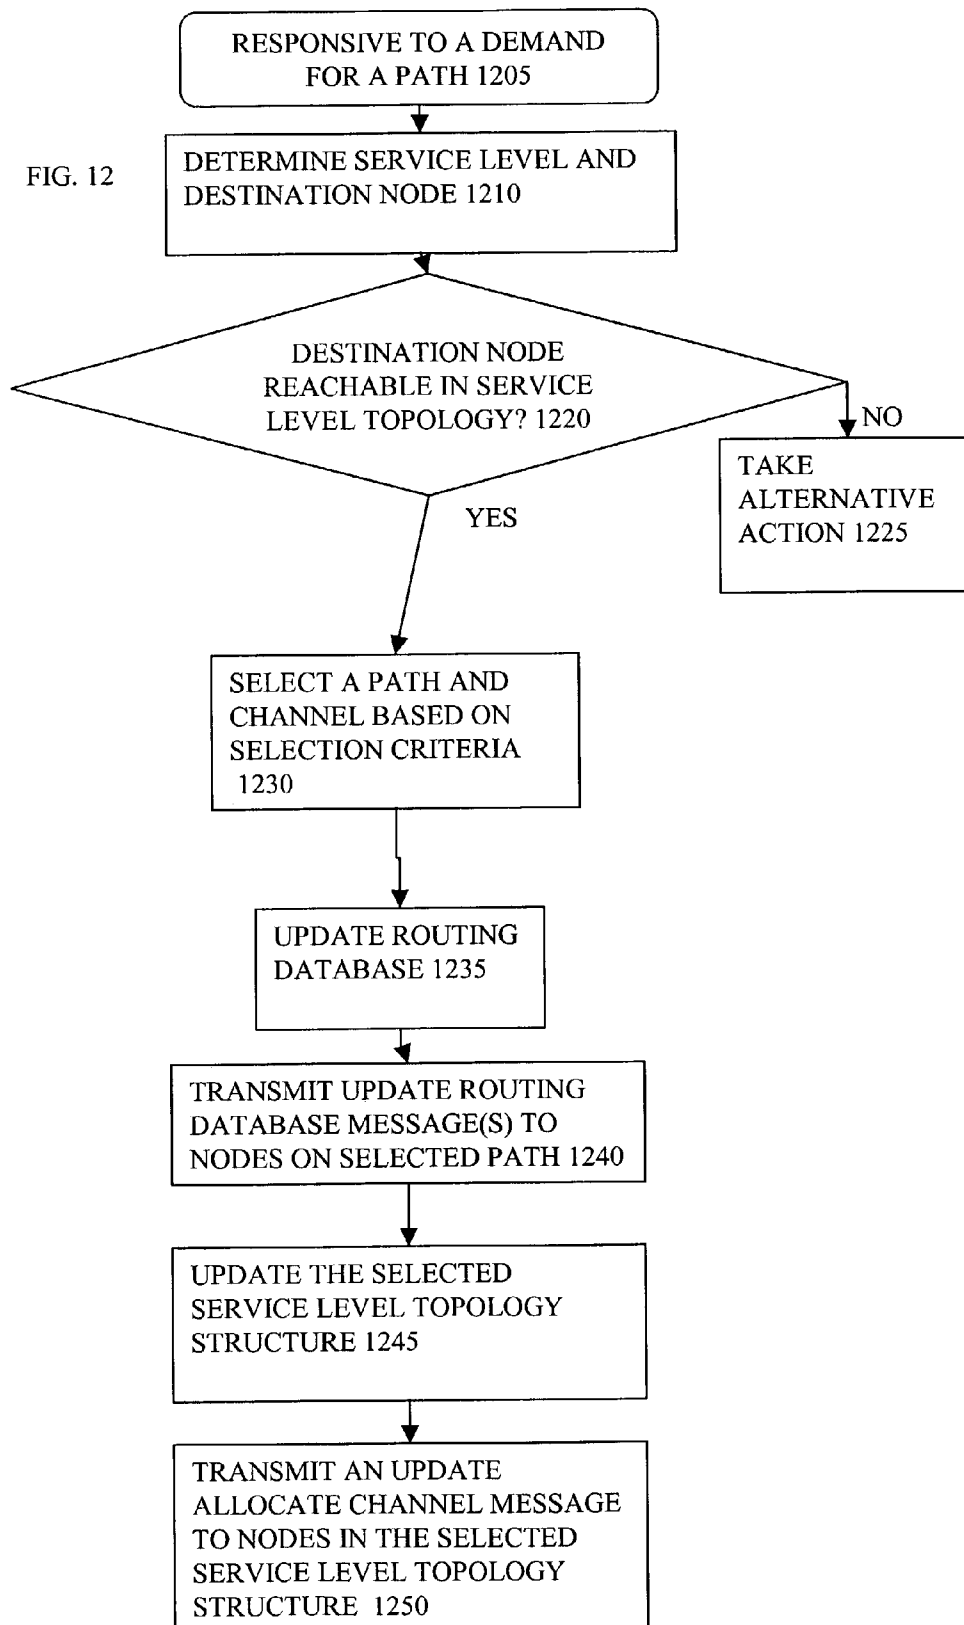 RESPONSIVE TO A DEMAND
FOR A PATH 1205
FIG. 12
DETERMINE SERVICE LEVEL AND
DESTINATION NODE 1210
DESTINATION NODE
REACHABLE IN SERVICE
LEVEL TOPOLOGY? 1220
NO
TAKE
ALTERNATIVE
ACTION 1225
YES
SELECT A PATH AND
CHANNEL BASED ON
SELECTION CRITERIA
1230
UPDATE ROUTING
DATABASE 1235
TRANSMIT UPDATE ROUTING
DATABASE MESSAGE(S) TO
NODES ON SELECTED PATH 1240
UPDATE THE SELECTED
SERVICE LEVEL TOPOLOGY
STRUCTURE 1245
TRANSMIT AN UPDATE
ALLOCATE CHANNEL MESSAGE
TO NODES IN THE SELECTED
SERVICE LEVEL TOPOLOGY
STRUCTURE 1250